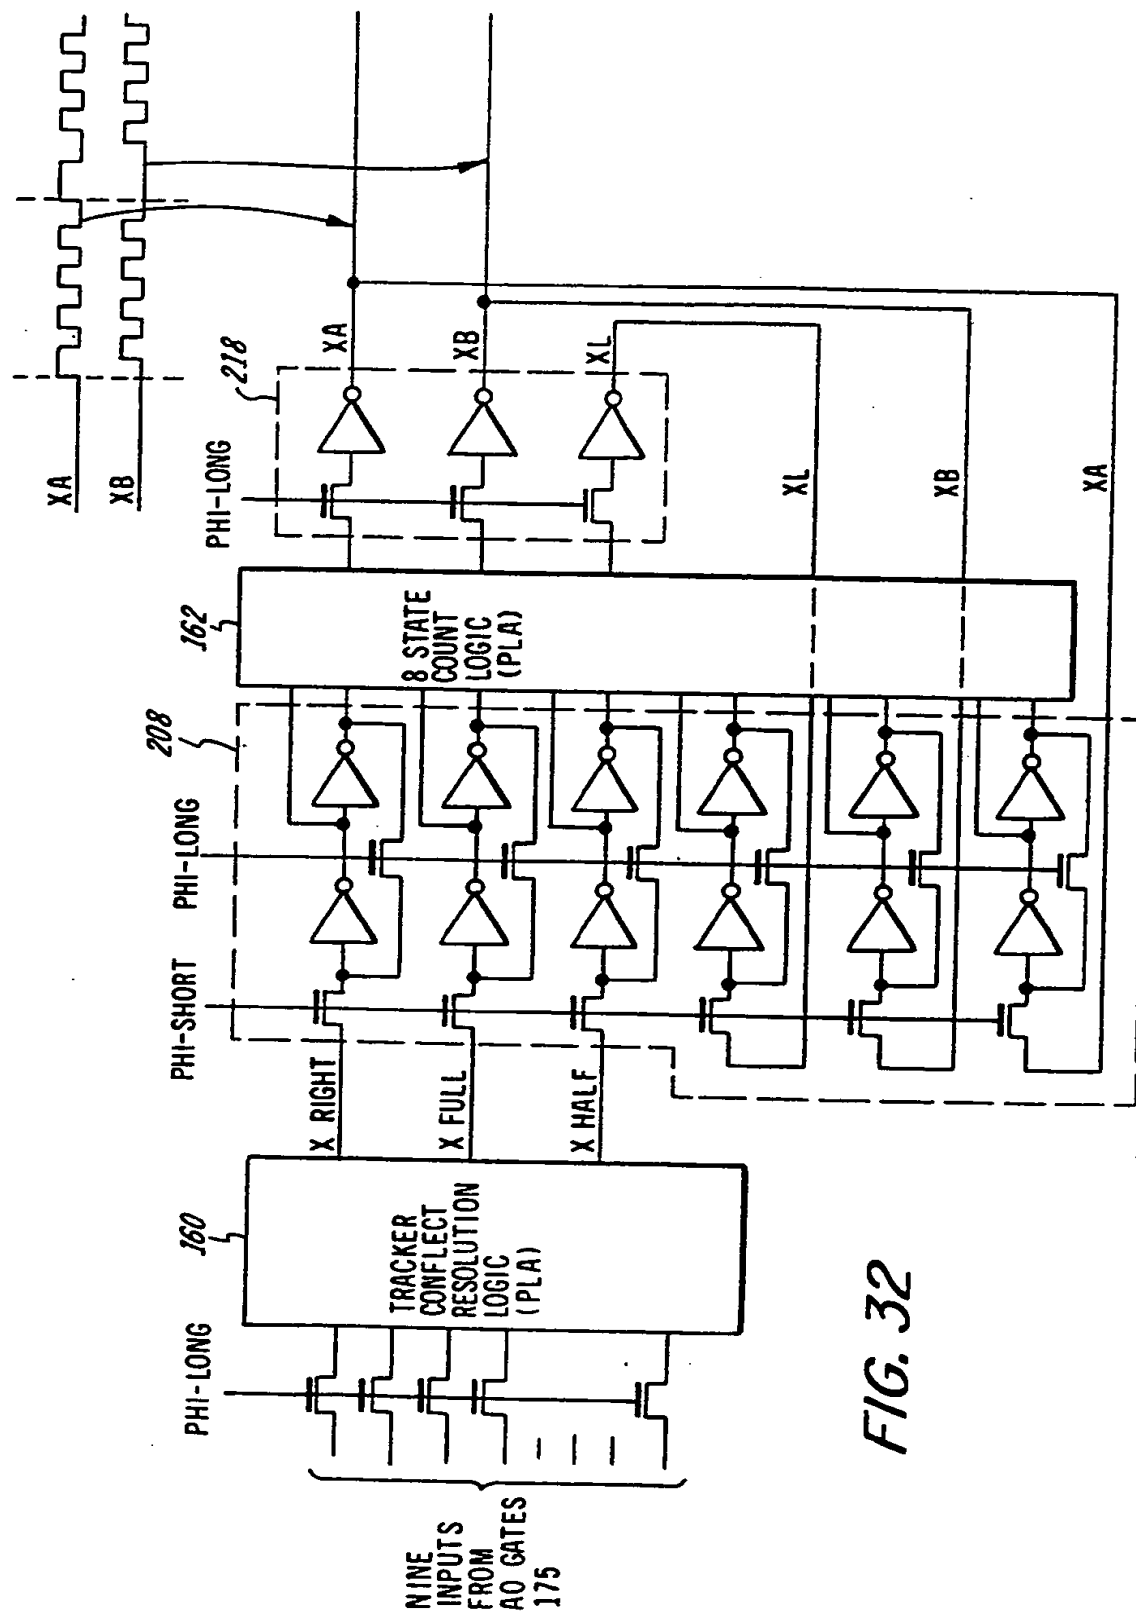 XA
XB
PHI-LONG
218
XA
XB
XL
162
8 STATE
COUNT
LOGIC
(PLA)
XL
XB
XA
208
PHI-LONG
PHI-SHORT
X RIGHT
X FULL
X HALF
160
TRACKER
CONFLECT
RESOLUTION
LOGIC
(PLA)
PHI-LONG
NINE
INPUTS
FROM
AO GATES
175
FIG. 32